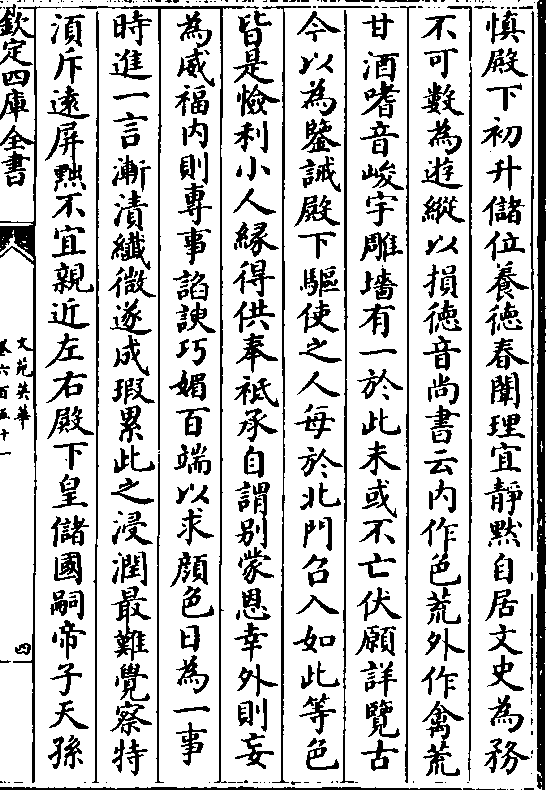 慎殿下初升儲位養徳春闈理宜静黙自居文史為務
不可數為遊縱以損徳音尚書云内作色荒外作禽荒
甘酒嗜音峻宇雕墻有一於此未或不亡伏願詳覽古
今以為鑒誡殿下驅使之人每於北門召入如此等色
皆是憸利小人縁得供奉祗承自謂别蒙恩幸外則妄
為威福内則專事謟諛巧媚百端以求顔色日為一事
時進一言漸漬纎微遂成瑕累此之浸潤最難覺察特
湏斥逺屏黜不宜親近左右殿下皇儲國嗣帝子天孫
欽定四庫全書
文苑英華
卷六百五十一
四